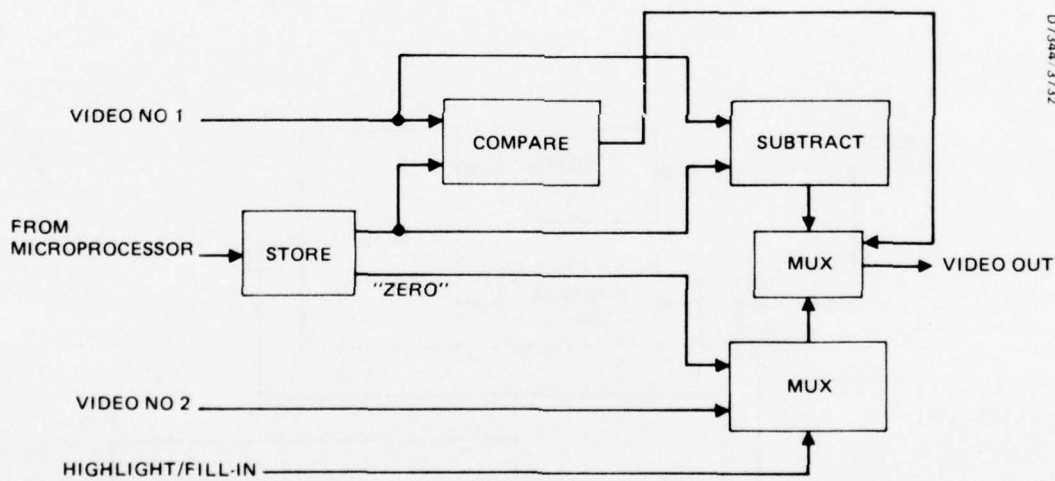 VIDEO NO 1
COMPARE
SUBTRACT
FROM
MICROPROCESSOR
STORE
"ZERO"
MUX
VIDEO OUT
MUX
VIDEO NO 2
HIGHLIGHT/FILL-IN